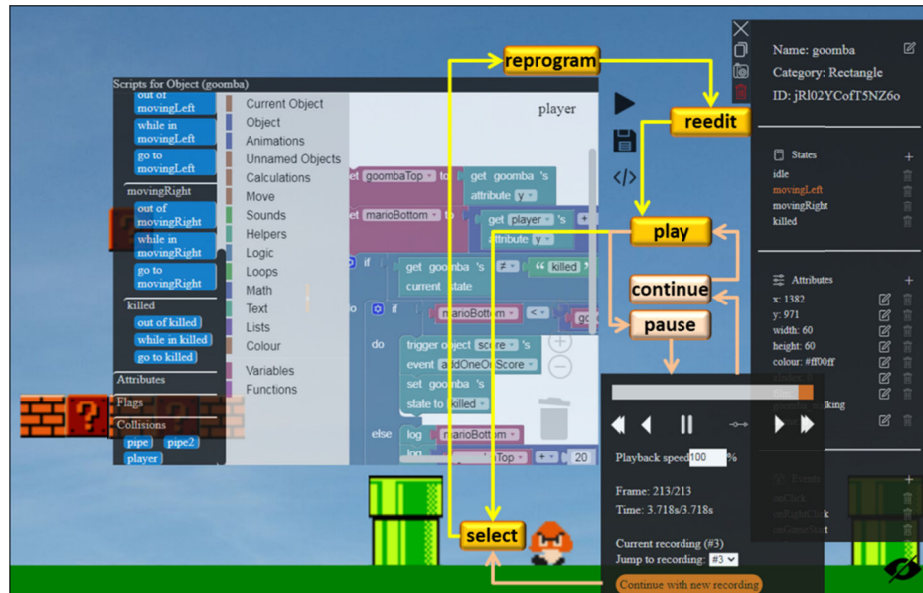 reprogram
Scripts for Object (goomba)
out of
movingLeft
while in
movingLeft
go to
movingLeft
movingRight
out of
movingRight
while in
movingRight
go to
movingRight
killed
out of killed
while in killed
go to killed
Attributes
Flags
Collisions
pipe pipe2
player
Current Object
Object
Animations
Unnamed Objects
Calculations
Move
Sounds
Helpers
Logic
Loops
Math
Text
Lists
Colour
Variables
Functions
player
goombaTop to get goomba 's
attribute y
marioBottom to get player 's +
attribute y
if get goomba 's ≠ “ killed ”
current state
if marioBottom <
do trigger object score 's
event addOneOnScore
set goomba 's
state to killed
else log marioBottom
+ 20
reedit
</>
play
continue
pause
select
Playback speed 100 %
Frame: 213/213
Time: 3.718s/3.718s
Current recording (#3)
Jump to recording: #3
Continue with new recording
Name: goomba
Category: Rectangle
ID: jRl02YCofT5NZ6o
States +
idle
movingLeft
movingRight
killed
Attributes +
x: 1382
y: 971
width: 60
height: 60
colour: #ff00ff
Events +
onClick
onRightClick
onGameStart